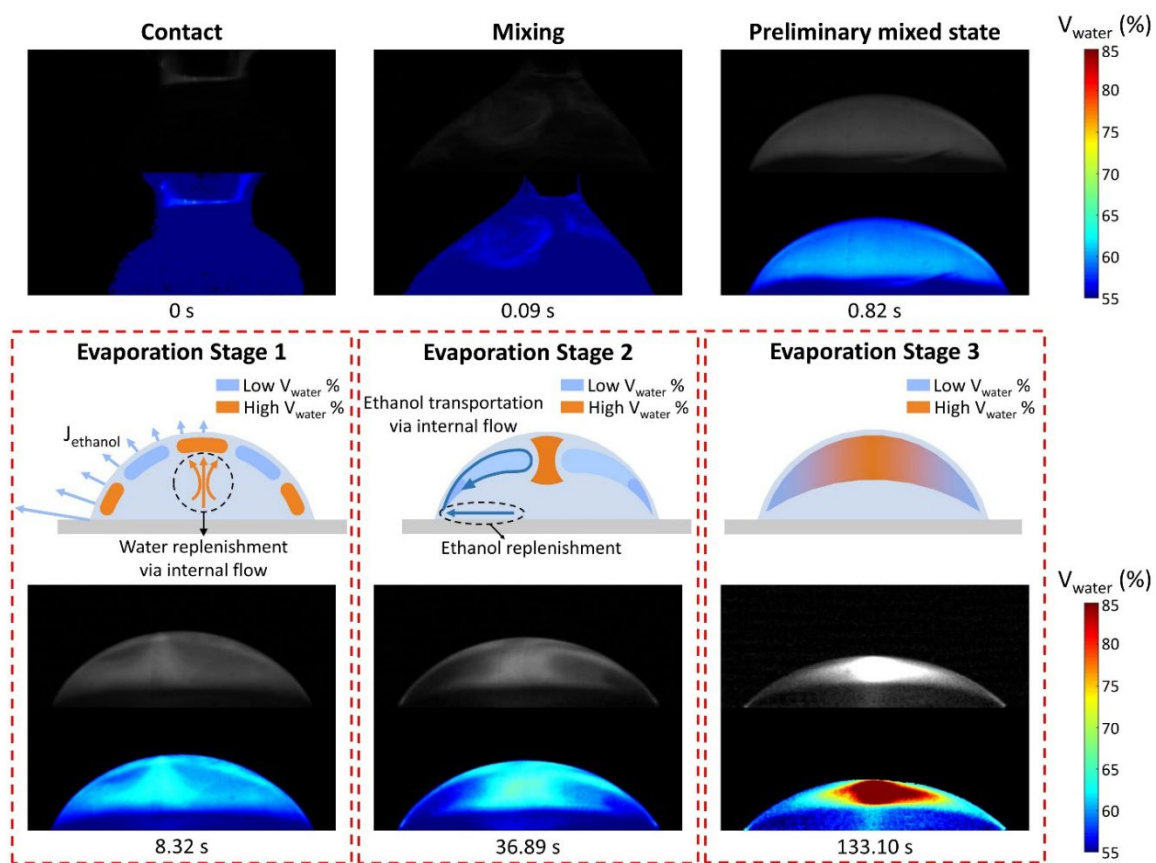 Contact
Mixing
Preliminary mixed state
V_water (%)
85
80
75
70
65
60
55
0 s
0.09 s
0.82 s
Evaporation Stage 1
Low V_water %
High V_water %
J_ethanol
Water replenishment
via internal flow
8.32 s
Evaporation Stage 2
Low V_water %
High V_water %
Ethanol transportation
via internal flow
Ethanol replenishment
36.89 s
Evaporation Stage 3
Low V_water %
High V_water %
133.10 s
V_water (%)
85
80
75
70
65
60
55